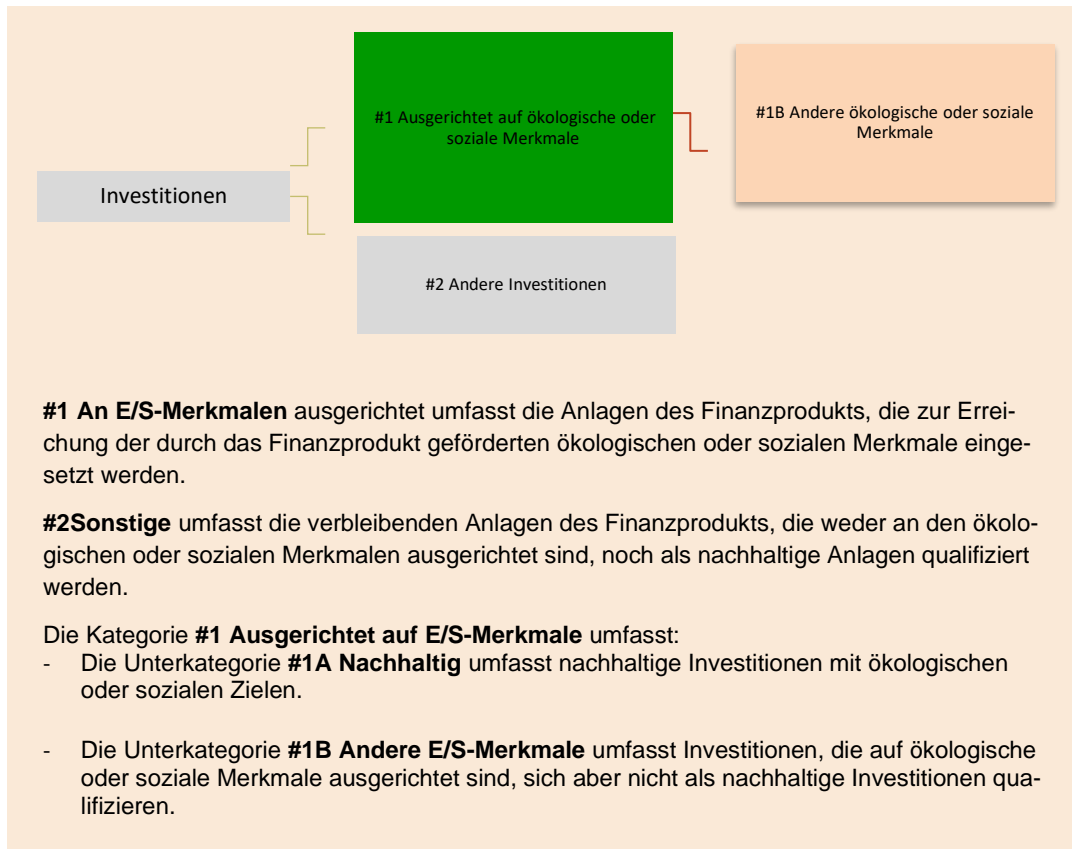 #1 Ausgerichtet auf ökologische oder
soziale Merkmale
#1B Andere ökologische oder soziale
Merkmale
Investitionen
#2 Andere Investitionen
#1 An E/S-Merkmalen ausgerichtet umfasst die Anlagen des Finanzprodukts, die zur Errei-
chung der durch das Finanzprodukt geförderten ökologischen oder sozialen Merkmale einge-
setzt werden.
#2Sonstige umfasst die verbleibenden Anlagen des Finanzprodukts, die weder an den ökolo-
gischen oder sozialen Merkmalen ausgerichtet sind, noch als nachhaltige Anlagen qualifiziert
werden.
Die Kategorie #1 Ausgerichtet auf E/S-Merkmale umfasst:
- Die Unterkategorie #1A Nachhaltig umfasst nachhaltige Investitionen mit ökologischen
oder sozialen Zielen.
- Die Unterkategorie #1B Andere E/S-Merkmale umfasst Investitionen, die auf ökologische
oder soziale Merkmale ausgerichtet sind, sich aber nicht als nachhaltige Investitionen qua-
lifizieren.